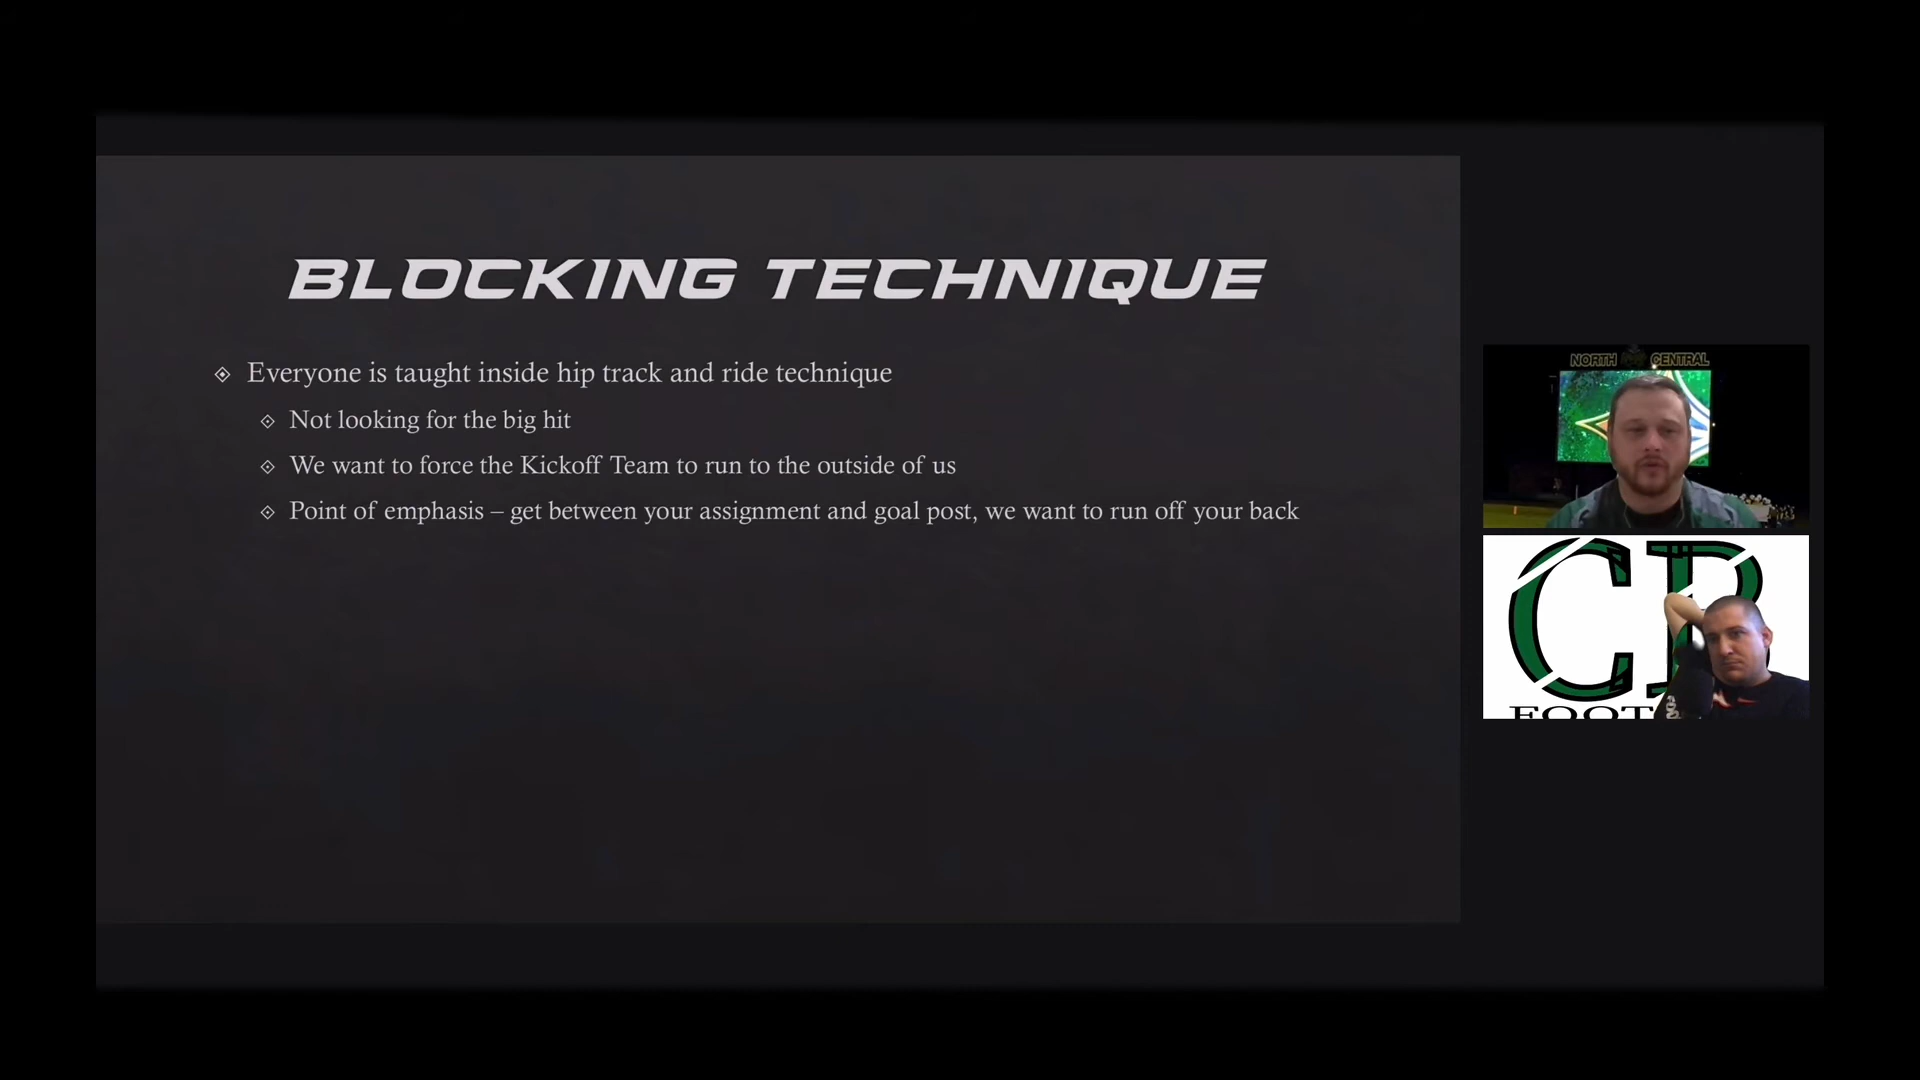 BLOCKING TECHNIQUE
Everyone is taught inside hip track and ride technique
Not looking for the big hit
We want to force the Kickoff Team to run to the outside of us
Point of emphasis – get between your assignment and goal post, we want to run off your back
NORTH CENTRAL
CB
FOOT